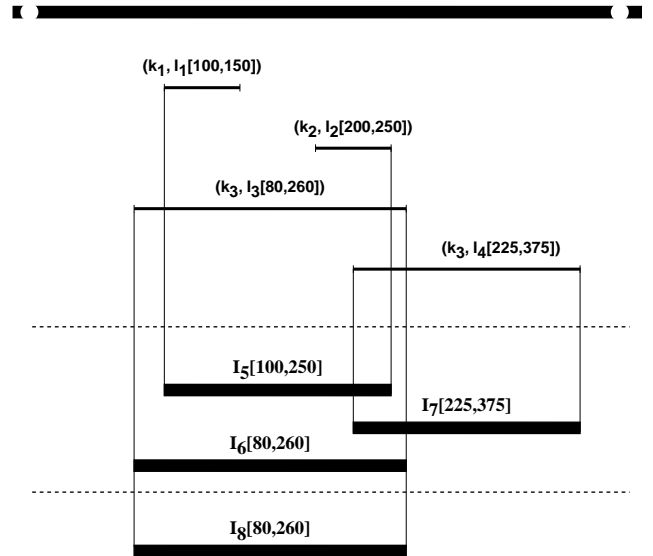 (k1, I1[100,150])
(k2, I2[200,250])
(k3, I3[80,260])
(k3, I4[225,375])
I5[100,250]
I7[225,375]
I6[80,260]
I8[80,260]